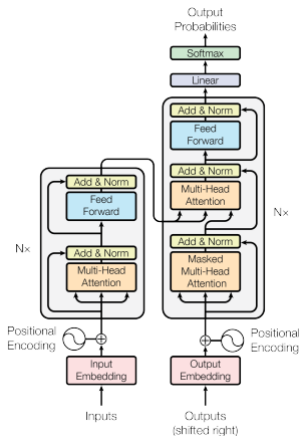 Output
Probabilities
Softmax
Linear
Add & Norm
Feed
Forward
Add & Norm
Multi-Head
Attention
Add & Norm
Masked
Multi-Head
Attention
Nx
Positional
Encoding
Output
Embedding
Outputs
(shifted right)
Add & Norm
Feed
Forward
Add & Norm
Multi-Head
Attention
Nx
Positional
Encoding
Input
Embedding
Inputs